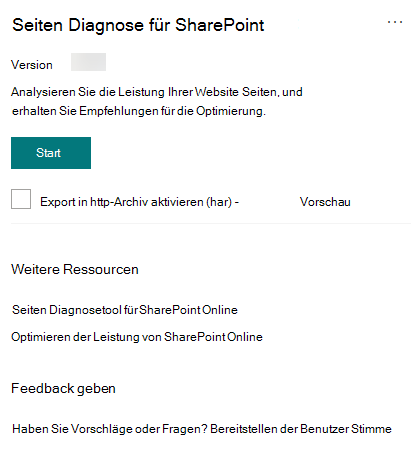 Seiten Diagnose für SharePoint
...
Version
Analysieren Sie die Leistung Ihrer Website Seiten, und
erhalten Sie Empfehlungen für die Optimierung.
Start
Export in http-Archiv aktivieren (har) - Vorschau
Weitere Ressourcen
Seiten Diagnosetool für SharePoint Online
Optimieren der Leistung von SharePoint Online
Feedback geben
Haben Sie Vorschläge oder Fragen? Bereitstellen der Benutzer Stimme